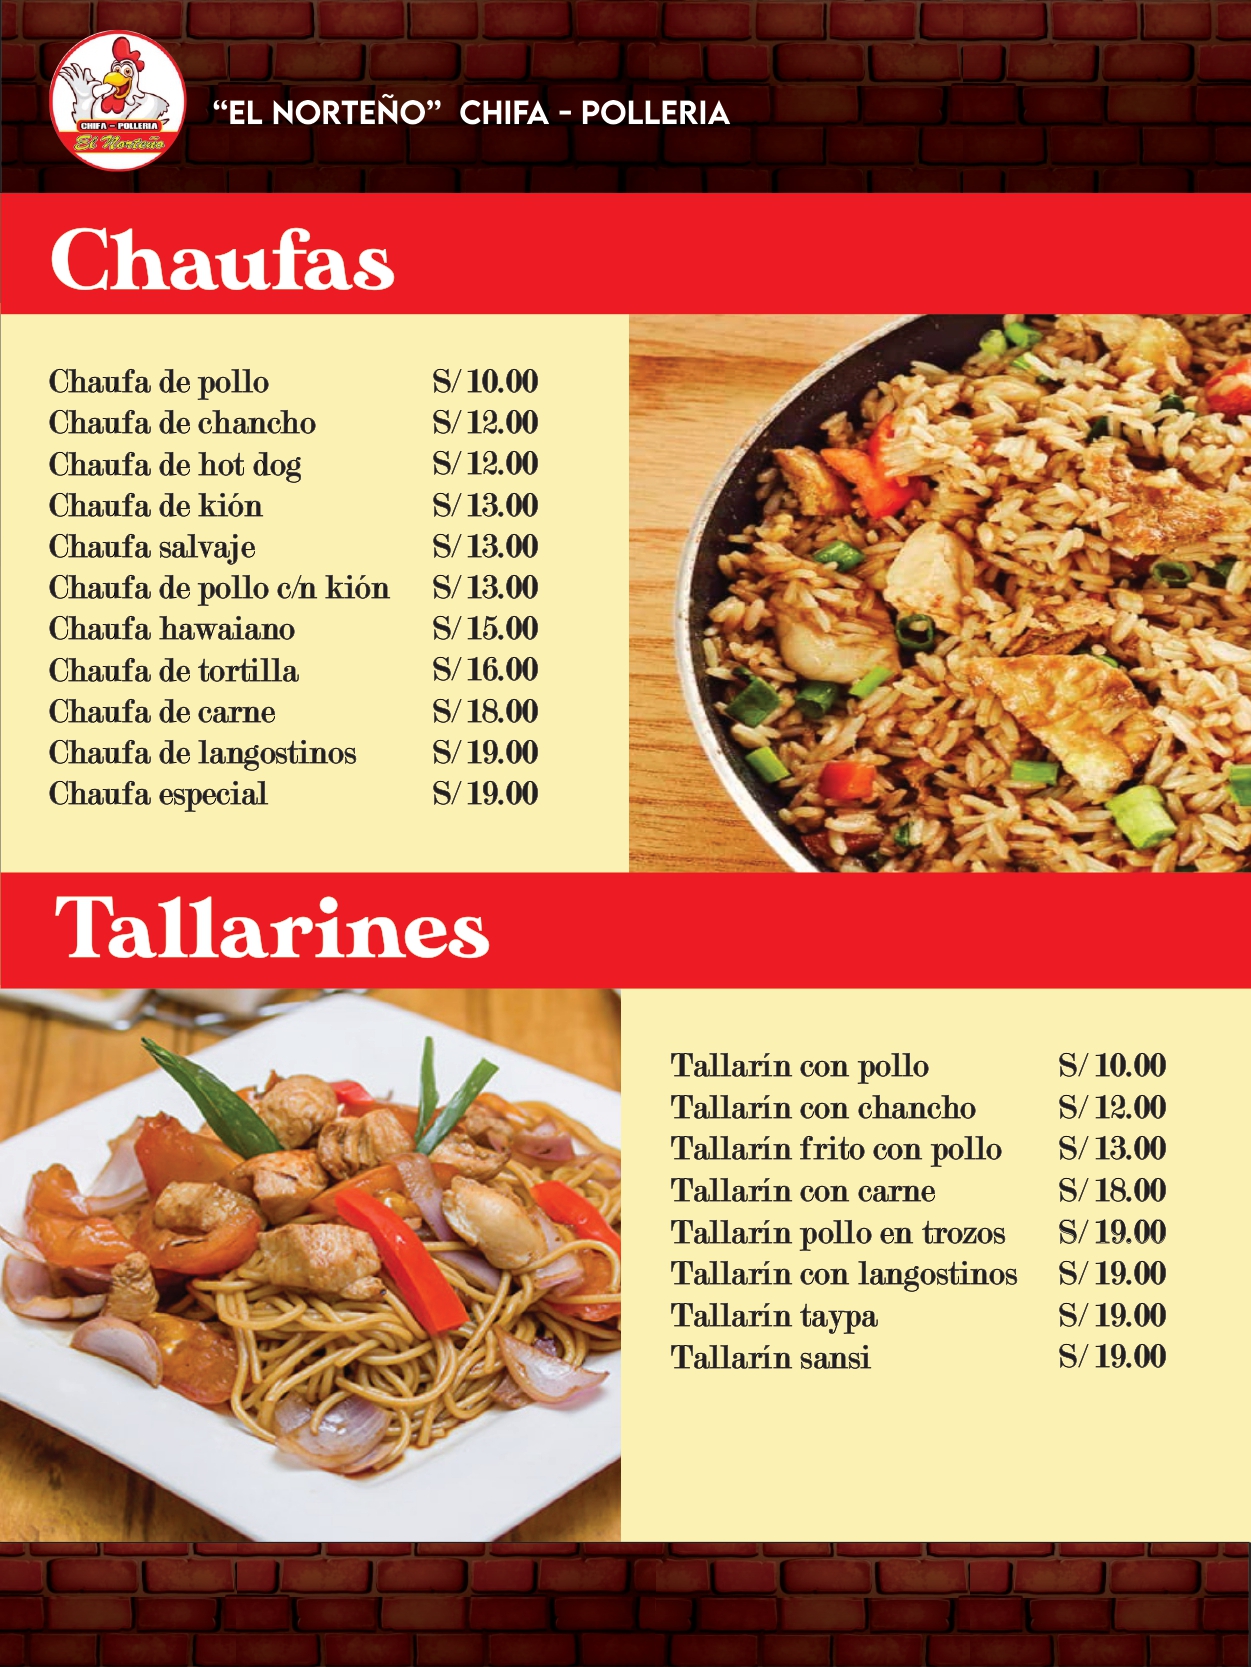 CHIFA - POLLERIA
El Norteño
“EL NORTEÑO” CHIFA - POLLERIA
Chaufas
Chaufa de pollo S/ 10.00
Chaufa de chancho S/ 12.00
Chaufa de hot dog S/ 12.00
Chaufa de kión S/ 13.00
Chaufa salvaje S/ 13.00
Chaufa de pollo c/n kión S/ 13.00
Chaufa hawaiano S/ 15.00
Chaufa de tortilla S/ 16.00
Chaufa de carne S/ 18.00
Chaufa de langostinos S/ 19.00
Chaufa especial S/ 19.00
Tallarines
Tallarín con pollo S/ 10.00
Tallarín con chancho S/ 12.00
Tallarín frito con pollo S/ 13.00
Tallarín con carne S/ 18.00
Tallarín pollo en trozos S/ 19.00
Tallarín con langostinos S/ 19.00
Tallarín taypa S/ 19.00
Tallarín sansi S/ 19.00